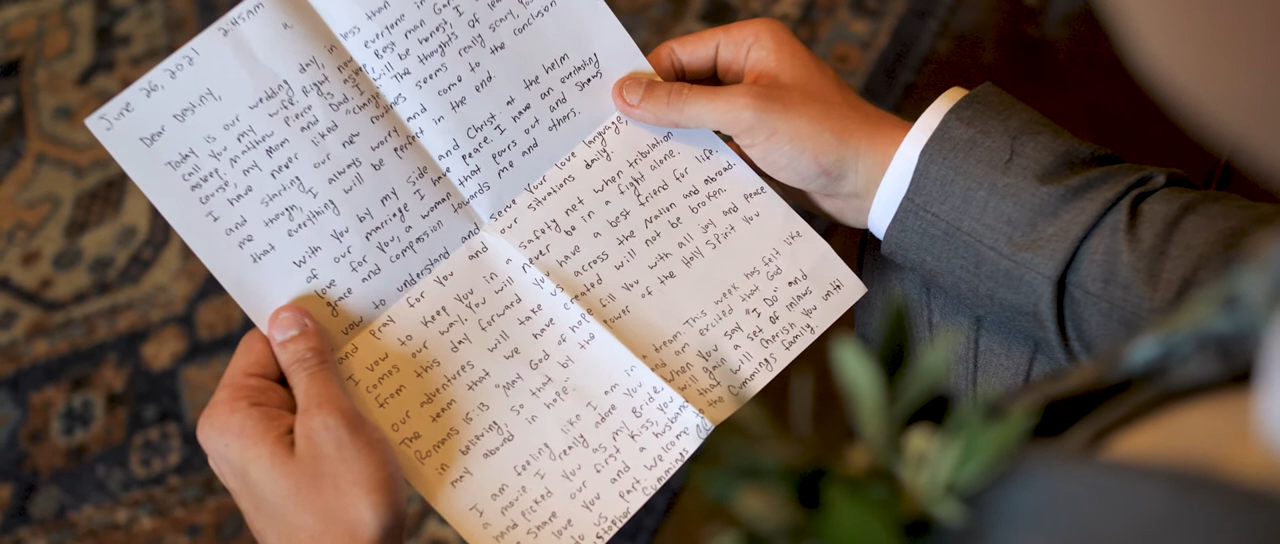 June 26, 2021 2:45am
Dear Destiny,
Today is our wedding day, in less than
call you my wife. Right now everyone in
asleep. Matthew Pierce is asleep, Best man
course, my Mom and Dad. I will be honest, I
I have never liked "change". The thoughts of
and starting our new routines seems really scary,
me though, I always worry and come to the conclusion
that everything will be perfect in the end.
With you by my side and Christ at the helm
of our marriage I have peace. I have an everlasting
love for you, a woman that pours out and shows
grace and compassion towards me and others.
vow to understand and serve your love language,
and pray for you and our situations daily.
I vow to keep you in a safety net when tribulation
comes our way. You will never be in a fight alone.
From this day forward you have a best friend for life.
Our adventures will take us across the nation and abroad.
The team that we have created will not be broken.
Romans 15:13 "May God of hope fill you with all joy and peace
in believing, so that by the power of the Holy Spirit you
may abound in hope."
I am feeling like I am in a dream. This week has felt like
a movie. I really adore you am excited that God
hand picked you as my Bride. When you say "I Do" and
share our first kiss, you will gain a set of inlaws
love you and a husband that will cherish you until
to us part. Welcome to the Cummings family.
stopher Cummings